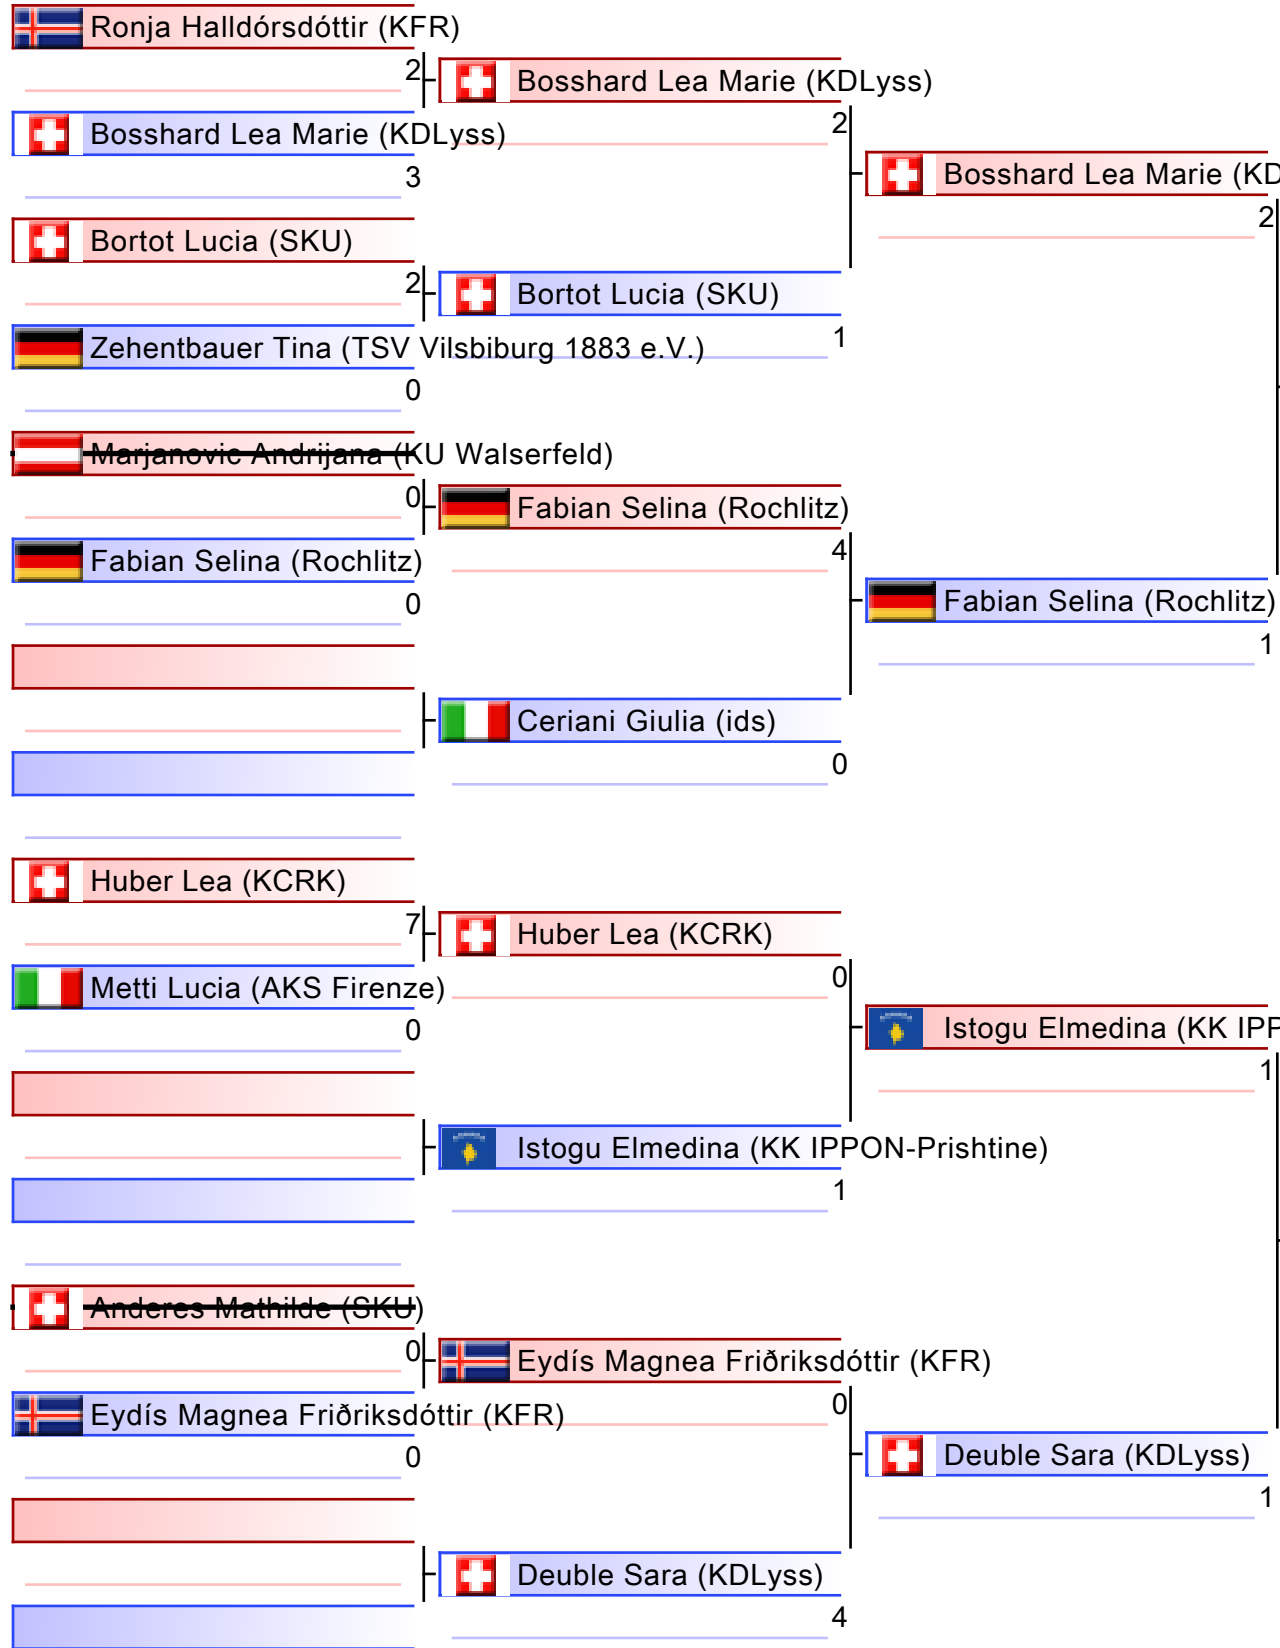 Ronja Halldórsdóttir (KFR)
2
Bosshard Lea Marie (KDLyss)
3
Bortot Lucia (SKU)
2
Zehentbauer Tina (TSV Vilsbiburg 1883 e.V.)
0
Marjanovic Andrijana (KU Walserfeld)
0
Fabian Selina (Rochlitz)
0
Huber Lea (KCRK)
7
Metti Lucia (AKS Firenze)
0
Anderes Mathilde (SKU)
0
Eydís Magnea Friðriksdóttir (KFR)
0
Bosshard Lea Marie (KDLyss)
2
Bortot Lucia (SKU)
1
Fabian Selina (Rochlitz)
4
Ceriani Giulia (ids)
0
Huber Lea (KCRK)
0
Istogu Elmedina (KK IPPON-Prishtine)
1
Eydís Magnea Friðriksdóttir (KFR)
0
Deuble Sara (KDLyss)
4
Bosshard Lea Marie (KD
2
Fabian Selina (Rochlitz)
1
Istogu Elmedina (KK IPP
1
Deuble Sara (KDLyss)
1